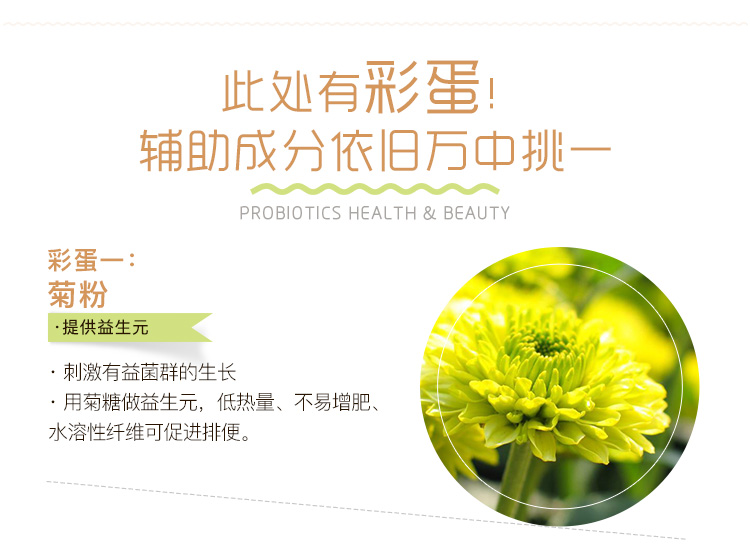 此处有彩蛋!
辅助成分依旧万中挑一
PROBIOTICS HEALTH & BEAUTY
彩蛋一:
菊粉
·提供益生元
·刺激有益菌群的生长
·用菊糖做益生元，低热量、不易增肥、
水溶性纤维可促进排便。